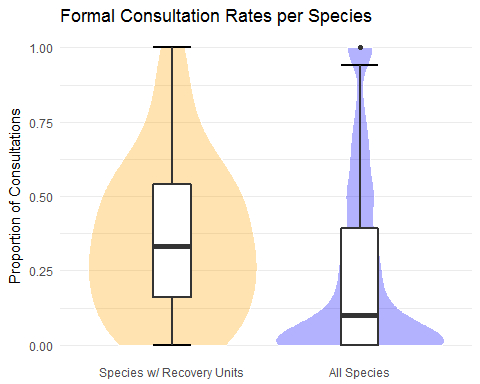 Formal Consultation Rates per Species
Proportion of Consultations
1.00
0.75
0.50
0.25
0.00
Species w/ Recovery Units
All Species